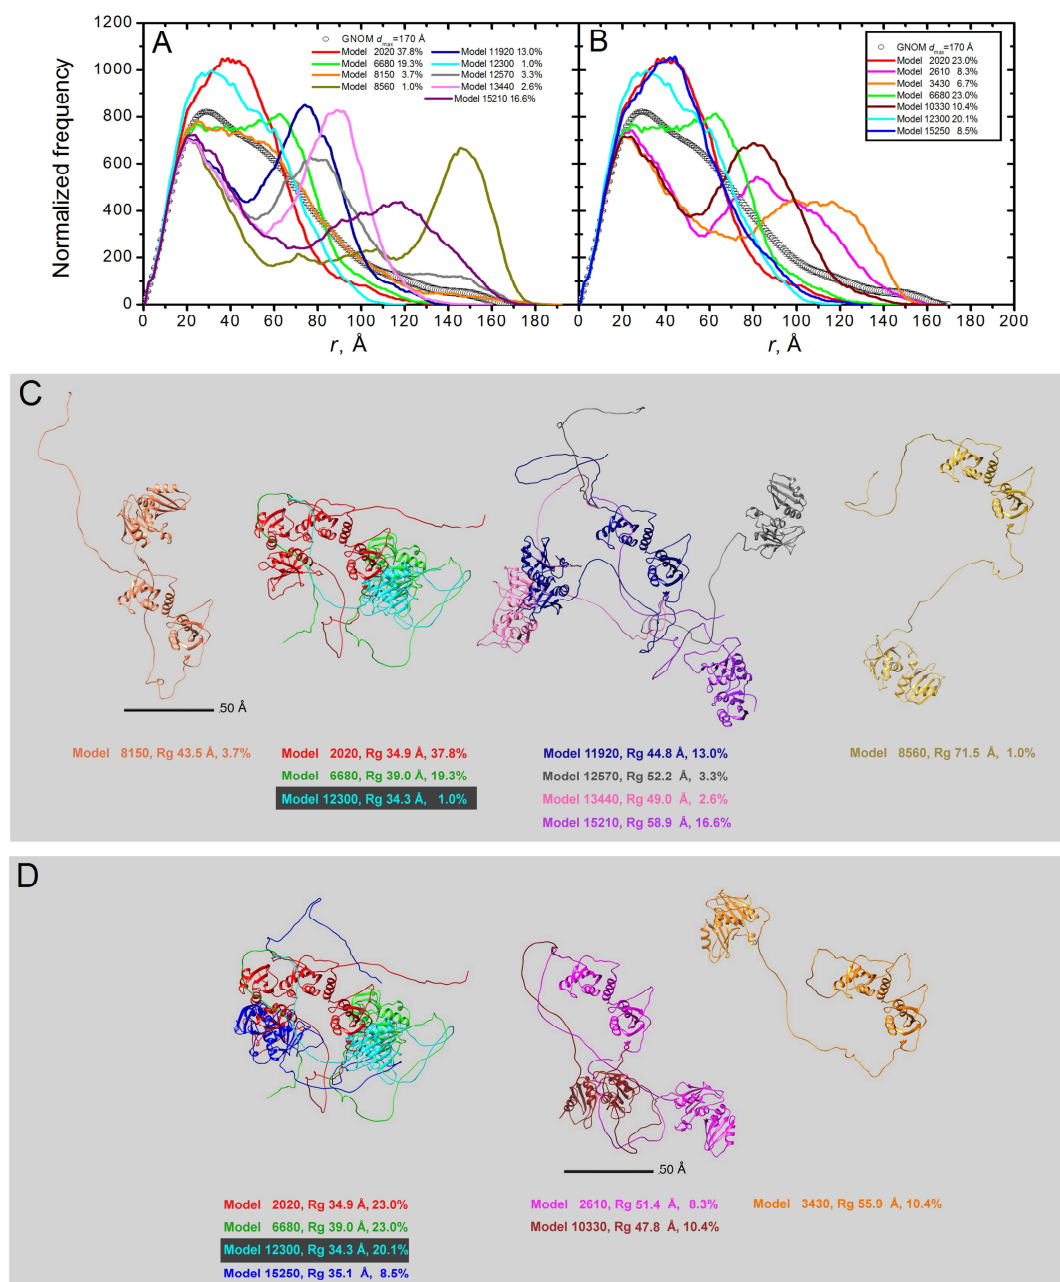 A
B
Normalized frequency
1200
1000
800
600
400
200
0
GNOM dmax=170 Å
Model 2020 37.8%
Model 6680 19.3%
Model 8150 3.7%
Model 8560 1.0%
Model 11920 13.0%
Model 12300 1.0%
Model 12570 3.3%
Model 13440 2.6%
Model 15210 16.6%
GNOM dmax=170 Å
Model 2020 23.0%
Model 2610 8.3%
Model 3430 6.7%
Model 6680 23.0%
Model 10330 10.4%
Model 12300 20.1%
Model 15250 8.5%
0 20 40 60 80 100 120 140 160 180 0 20 40 60 80 100 120 140 160 180 200
r, Å r, Å
C
50 Å
Model 8150, Rg 43.5 Å, 3.7%
Model 2020, Rg 34.9 Å, 37.8%
Model 6680, Rg 39.0 Å, 19.3%
Model 12300, Rg 34.3 Å, 1.0%
Model 11920, Rg 44.8 Å, 13.0%
Model 12570, Rg 52.2 Å, 3.3%
Model 13440, Rg 49.0 Å, 2.6%
Model 15210, Rg 58.9 Å, 16.6%
Model 8560, Rg 71.5 Å, 1.0%
D
50 Å
Model 2020, Rg 34.9 Å, 23.0%
Model 6680, Rg 39.0 Å, 23.0%
Model 12300, Rg 34.3 Å, 20.1%
Model 15250, Rg 35.1 Å, 8.5%
Model 2610, Rg 51.4 Å, 8.3%
Model 10330, Rg 47.8 Å, 10.4%
Model 3430, Rg 55.9 Å, 10.4%